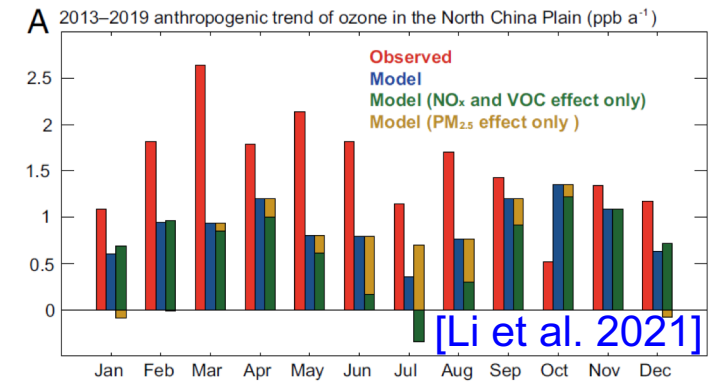 A 2013–2019 anthropogenic trend of ozone in the North China Plain (ppb a⁻¹)
Observed
Model
Model (NOₓ and VOC effect only)
Model (PM₂.₅ effect only )
2.5
2
1.5
1
0.5
0
[Li et al. 2021]
Jan Feb Mar Apr May Jun Jul Aug Sep Oct Nov Dec